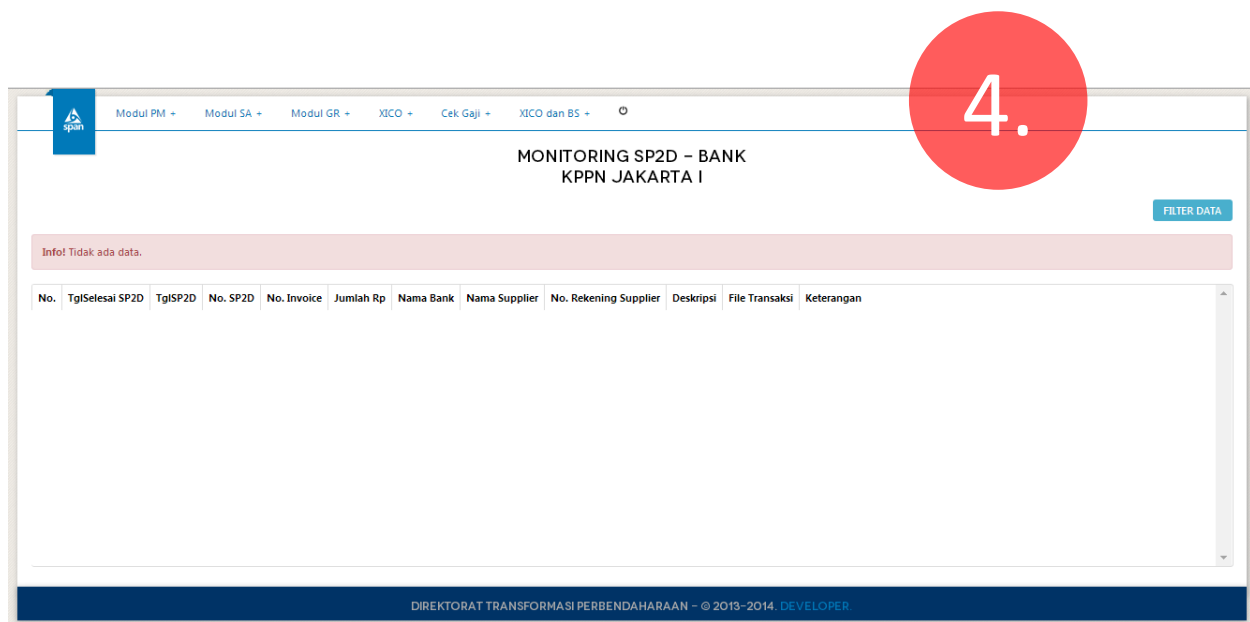 4.
span
Modul PM + Modul SA + Modul GR + XICO + Cek Gaji + XICO dan BS +
MONITORING SP2D – BANK
KPPN JAKARTA I
FILTER DATA
Info! Tidak ada data.
No. TglSelesai SP2D TglSP2D No. SP2D No. Invoice Jumlah Rp Nama Bank Nama Supplier No. Rekening Supplier Deskripsi File Transaksi Keterangan
DIREKTORAT TRANSFORMASI PERBENDAHARAAN – © 2013-2014. DEVELOPER.